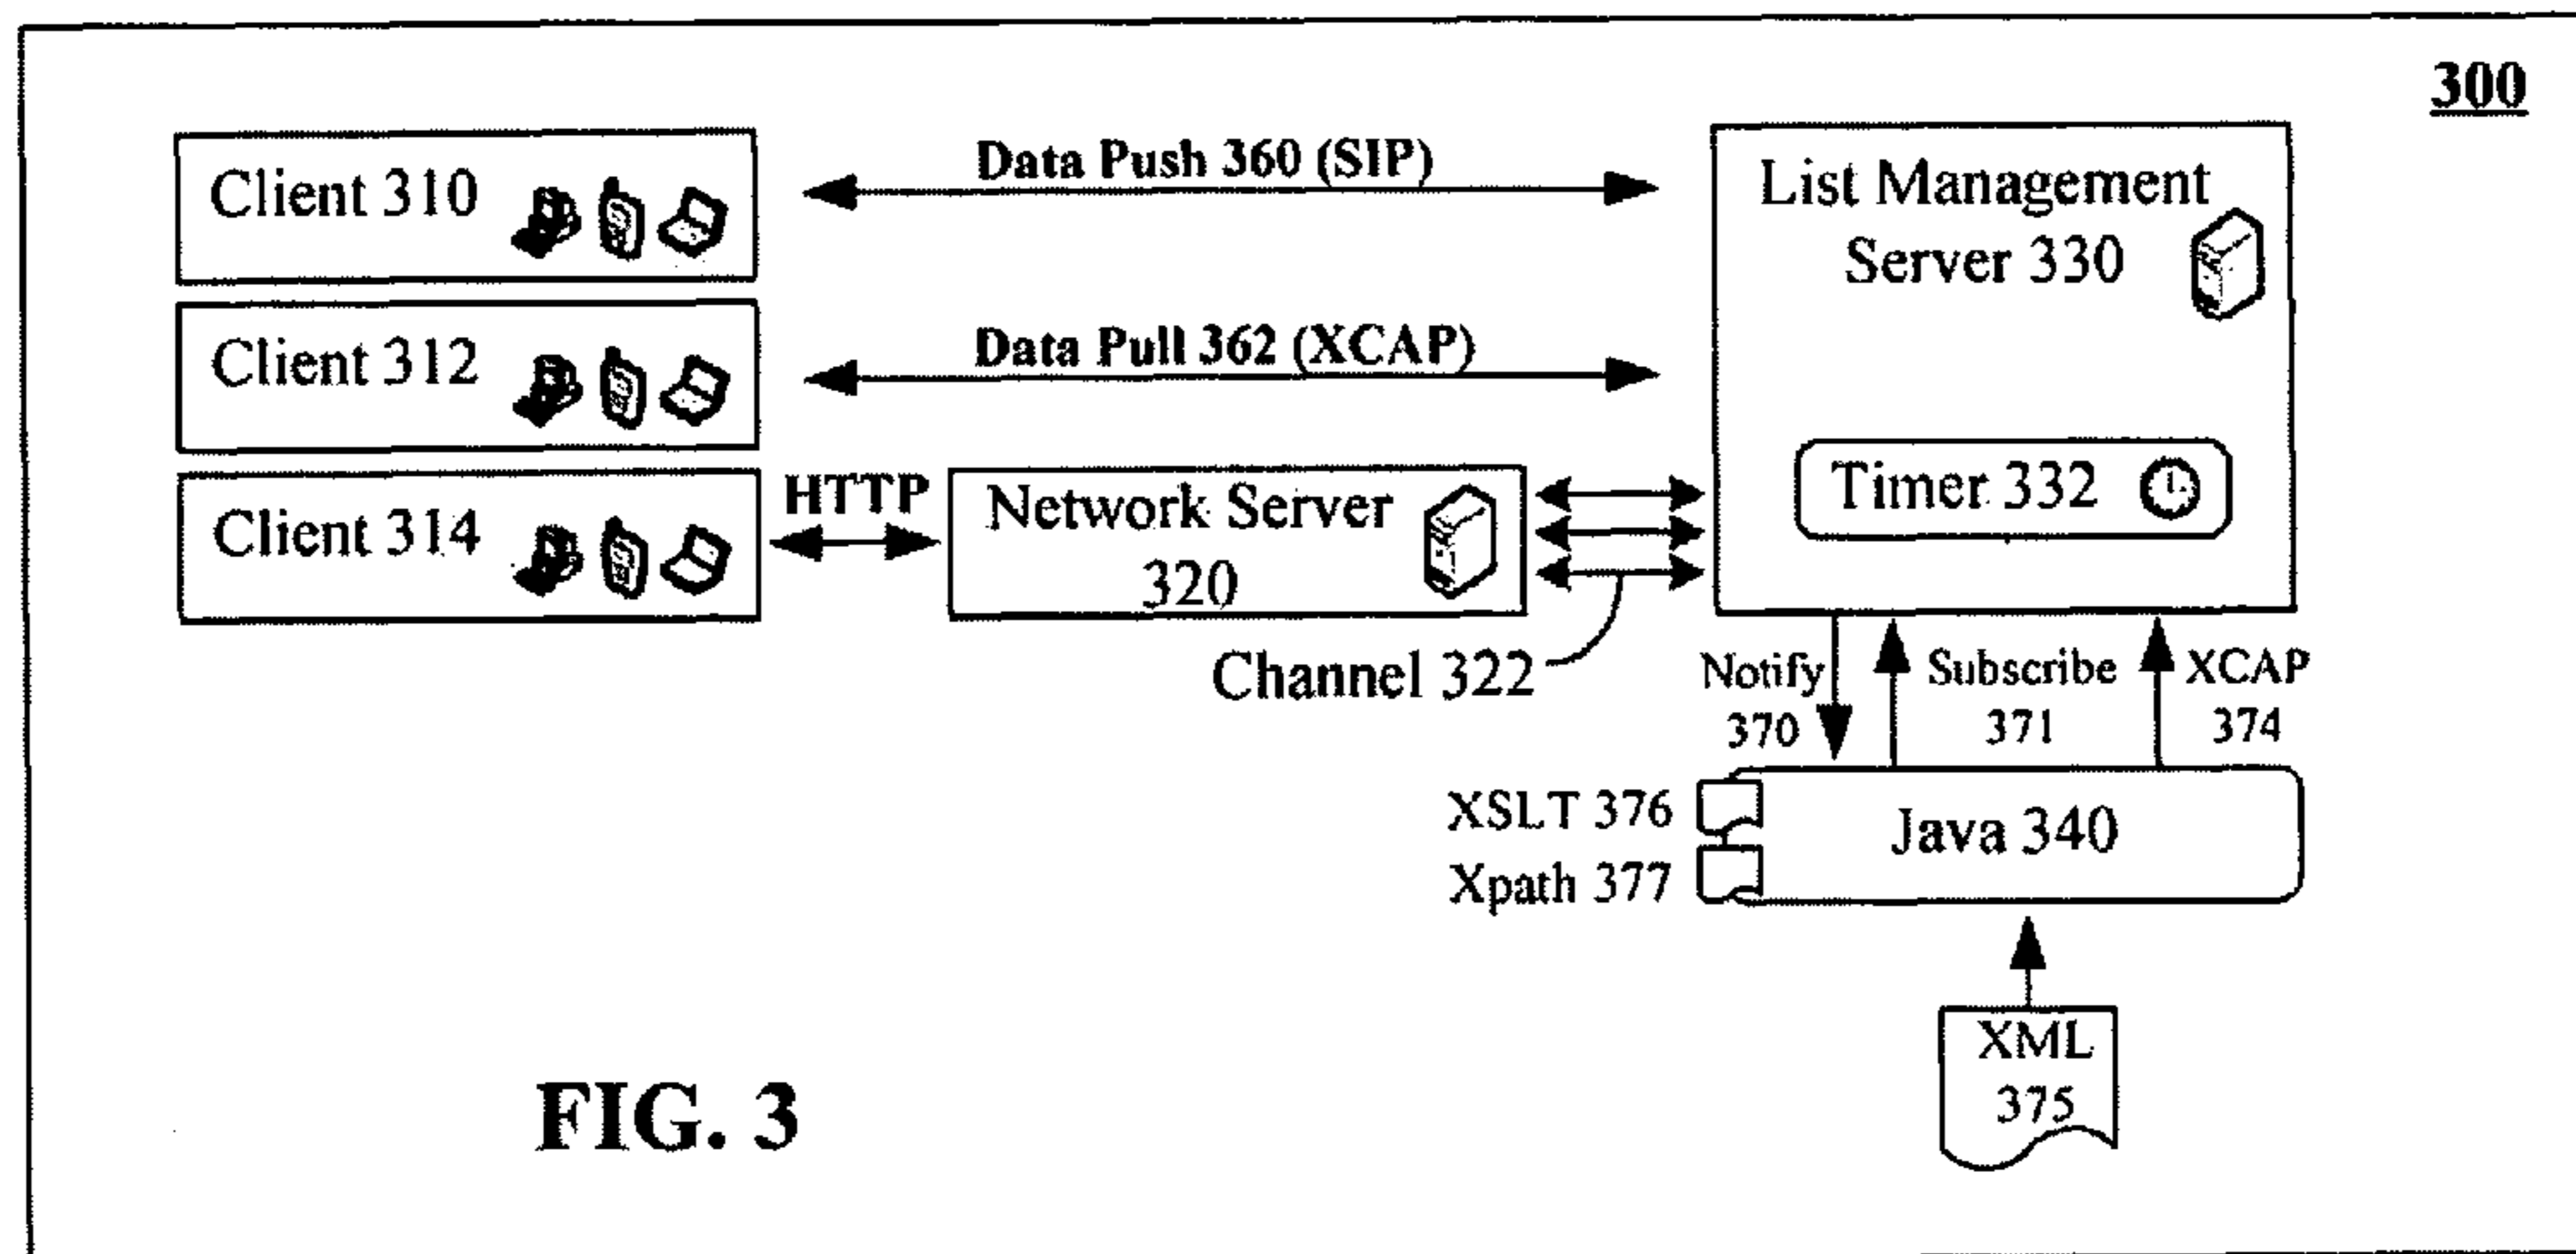 300
Client 310
Data Push 360 (SIP)
List Management
Server 330
Client 312
Data Pull 362 (XCAP)
Timer 332
Client 314
HTTP
Network Server
320
Channel 322
Notify
370
Subscribe
371
XCAP
374
XSLT 376
Xpath 377
Java 340
XML
375
FIG. 3